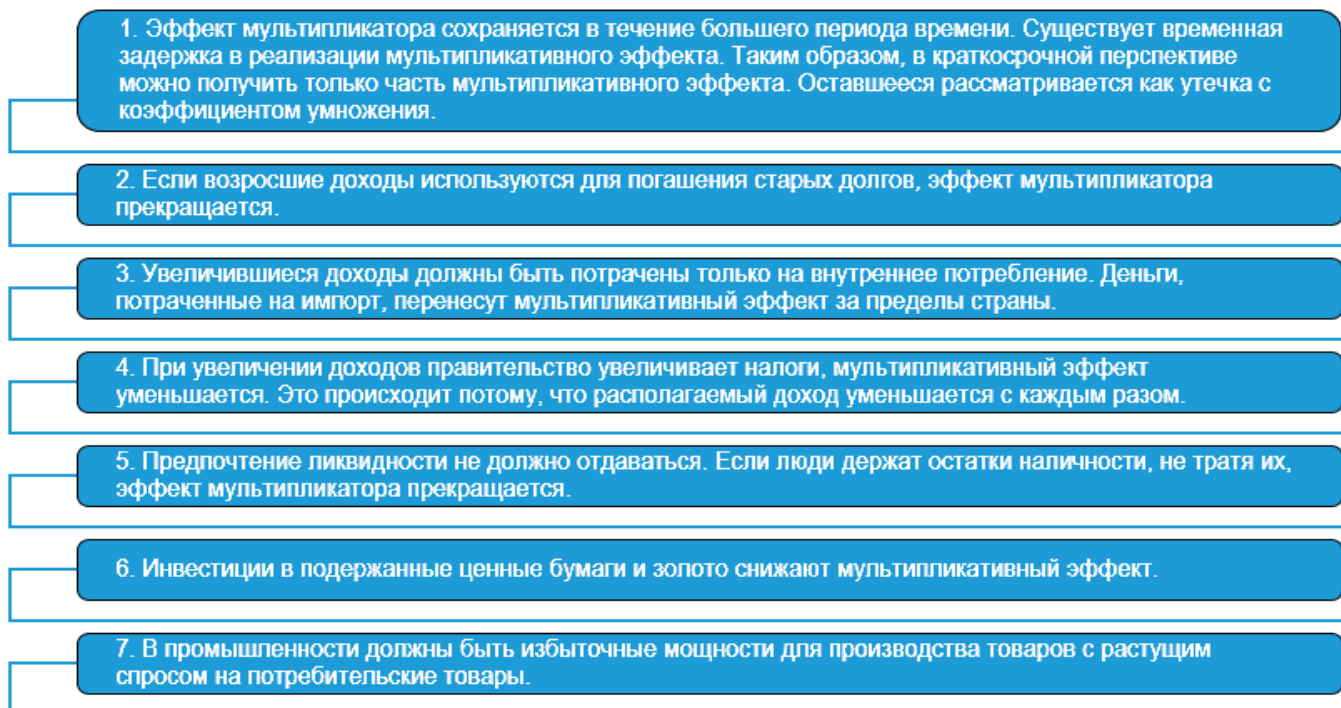 1. Эффект мультипликатора сохраняется в течение большего периода времени. Существует временная
задержка в реализации мультипликативного эффекта. Таким образом, в краткосрочной перспективе
можно получить только часть мультипликативного эффекта. Оставшееся рассматривается как утечка с
коэффициентом умножения.
2. Если возросшие доходы используются для погашения старых долгов, эффект мультипликатора
прекращается.
3. Увеличившиеся доходы должны быть потрачены только на внутреннее потребление. Деньги,
потраченные на импорт, перенесут мультипликативный эффект за пределы страны.
4. При увеличении доходов правительство увеличивает налоги, мультипликативный эффект
уменьшается. Это происходит потому, что располагаемый доход уменьшается с каждым разом.
5. Предпочтение ликвидности не должно отдаваться. Если люди держат остатки наличности, не тратя их,
эффект мультипликатора прекращается.
6. Инвестиции в подержанные ценные бумаги и золото снижают мультипликативный эффект.
7. В промышленности должны быть избыточные мощности для производства товаров с растущим
спросом на потребительские товары.